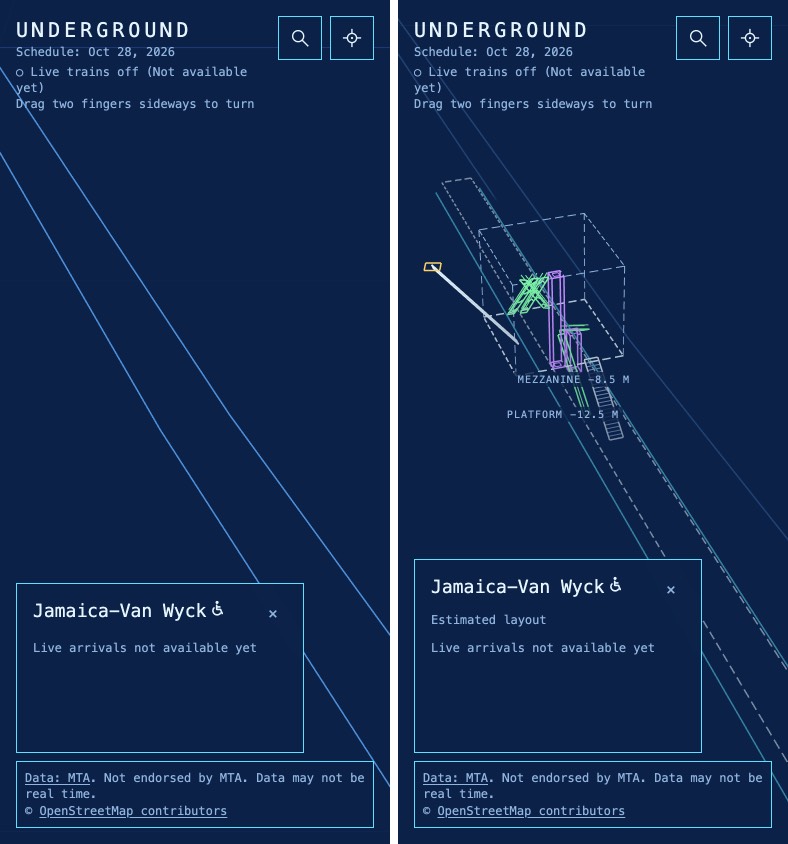 UNDERGROUND
Schedule: Oct 28, 2026
○ Live trains off (Not available
yet)
Drag two fingers sideways to turn
Jamaica–Van Wyck ♿
×
Live arrivals not available yet
Data: MTA. Not endorsed by MTA. Data may not be
real time.
© OpenStreetMap contributors
UNDERGROUND
Schedule: Oct 28, 2026
○ Live trains off (Not available
yet)
Drag two fingers sideways to turn
MEZZANINE −8.5 M
PLATFORM −12.5 M
Jamaica–Van Wyck ♿
×
Estimated layout
Live arrivals not available yet
Data: MTA. Not endorsed by MTA. Data may not be
real time.
© OpenStreetMap contributors